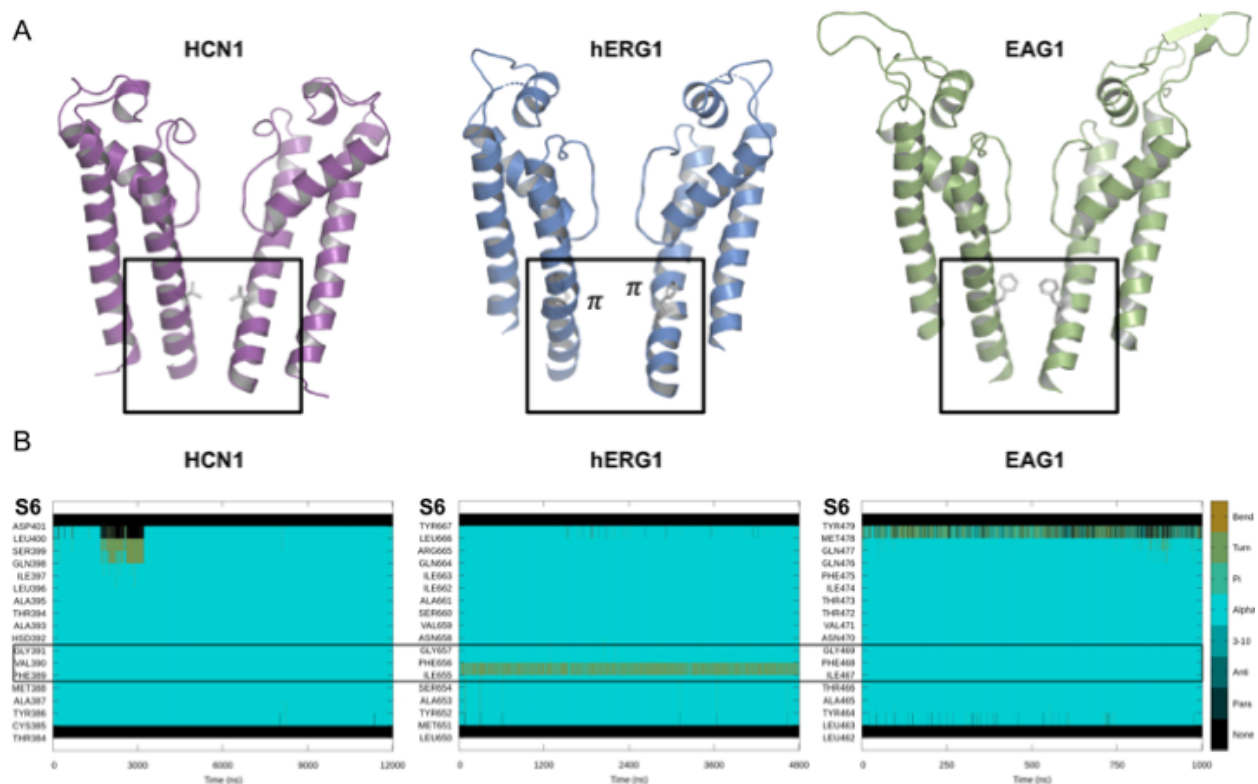 A
HCN1
hERG1
EAG1
π
π
B
HCN1
hERG1
EAG1
S6
ASP401
LEU400
SER399
GLN398
ILE397
LEU396
ALA395
THR394
ALA393
HSD392
GLY391
VAL390
PHE389
MET388
ALA387
TYR386
CYS385
THR384
0
3000
6000
9000
12000
Time (ns)
S6
TYR667
LEU666
ARG665
GLN664
ILE663
ILE662
ALA661
SER660
VAL659
ASN658
GLY657
PHE656
ILE655
SER654
ALA653
TYR652
MET651
LEU650
0
1200
2400
3600
4800
Time (ns)
S6
TYR479
MET478
GLN477
GLN476
PHE475
ILE474
THR473
THR472
VAL471
ASN470
GLY469
PHE468
ILE467
THR466
ALA465
TYR464
LEU463
LEU462
0
250
500
750
1000
Time (ns)
Bend
Turn
Pi
Alpha
3-10
Anti
Para
None